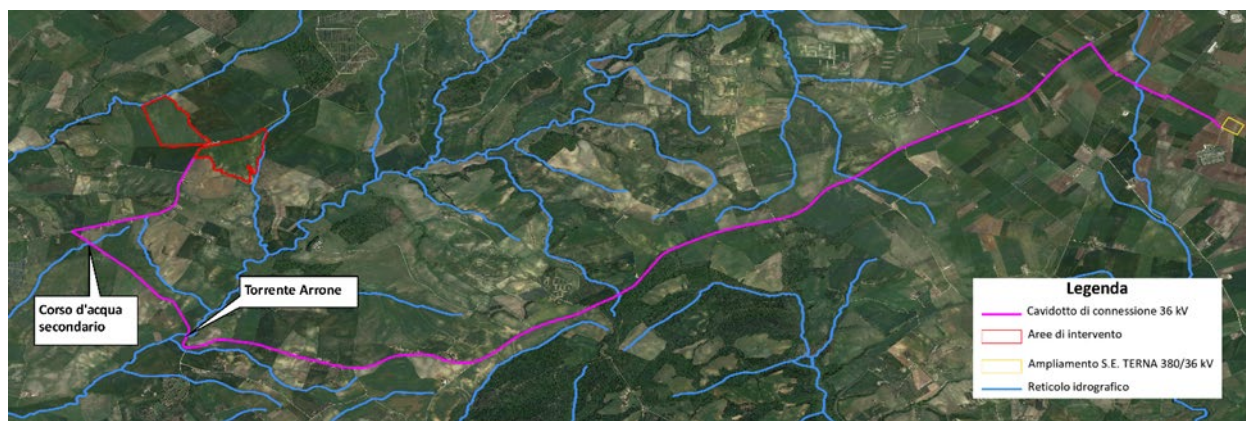 Corso d'acqua
secondario
Torrente Arrone
Legenda
Cavidotto di connessione 36 kV
Aree di intervento
Ampliamento S.E. TERNA 380/36 kV
Reticolo idrografico